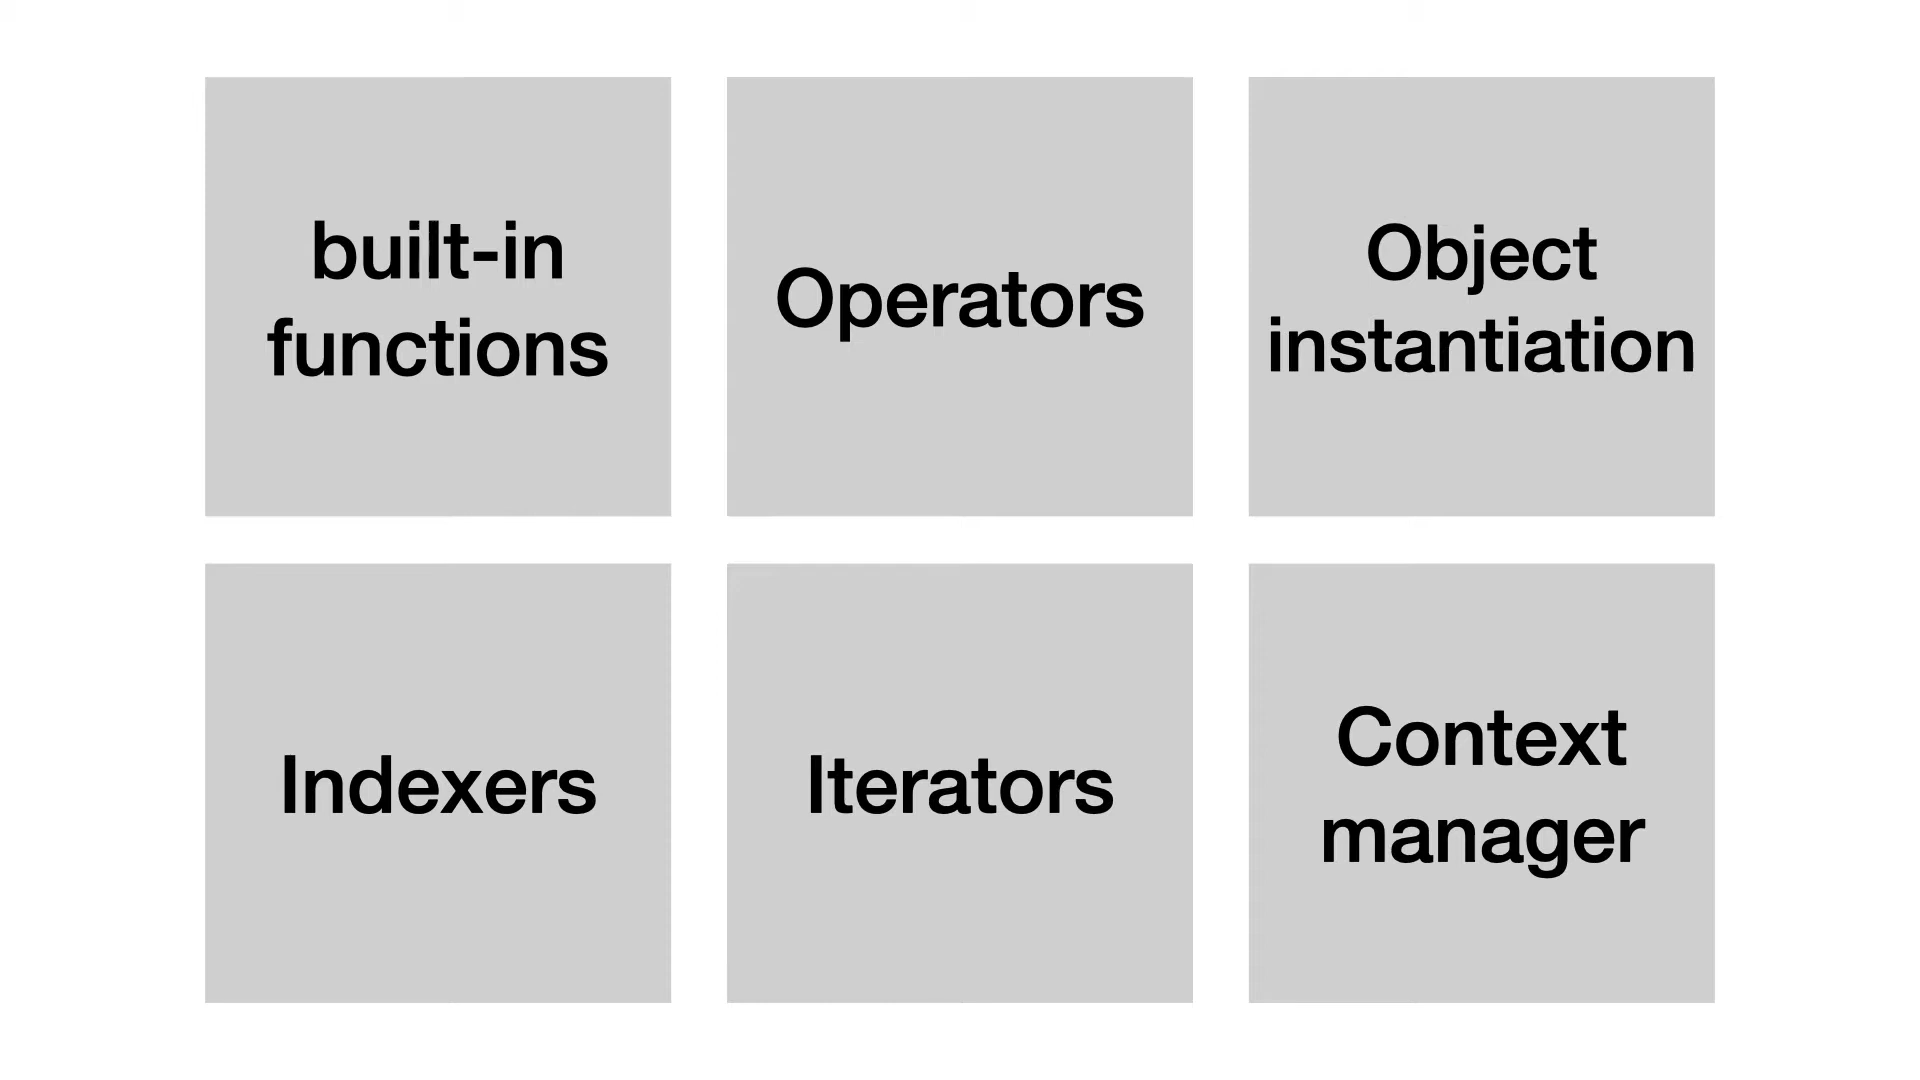 built-in
functions
Operators
Object
instantiation
Indexers
Iterators
Context
manager